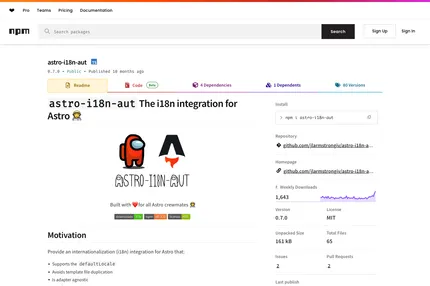 Pro Teams Pricing Documentation
npm
Search packages
Search
Sign Up
Sign In
astro-i18n-aut
0.7.0 • Public • Published 10 months ago
Readme
Code Beta
6 Dependencies
1 Dependents
60 Versions
astro-i18n-aut The i18n integration for
Astro
ASTRO-I18N-AUT
Built with for all Astro crewmates
Motivation
Provide an internationalization (i18n) integration for Astro that:
Supports the defaultLocale
Avoids template file duplication
Is adapter agnostic
Install
> npm i astro-i18n-aut
Repository
github.com/jlarmstrongiv/astro-i18n-a...
Homepage
github.com/jlarmstrongiv/astro-i18n-a...
Weekly Downloads
1,643
Version
0.7.0
License
MIT
Unpacked Size
161 kB
Total Files
65
Issues
2
Pull Requests
2
Last publish